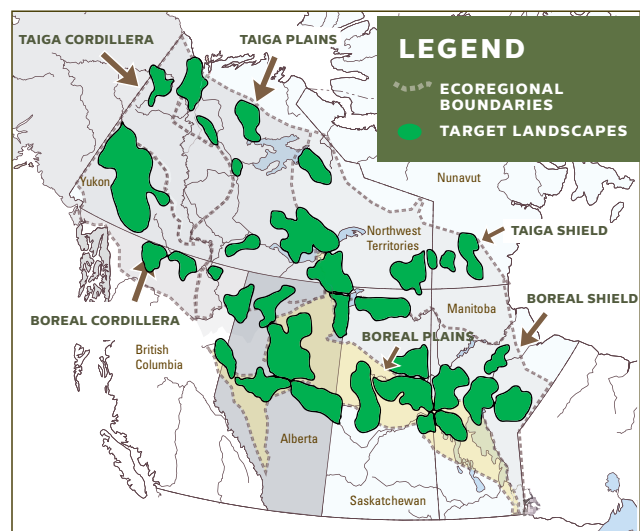 TAIGA CORDILLERA
TAIGA PLAINS
LEGEND
ECOREGIONAL
BOUNDARIES
TARGET LANDSCAPES
Yukon
Nunavut
Northwest
Territories
TAIGA SHIELD
BOREAL SHIELD
Manitoba
BOREAL CORDILLERA
BOREAL PLAINS
British
Columbia
Alberta
Saskatchewan